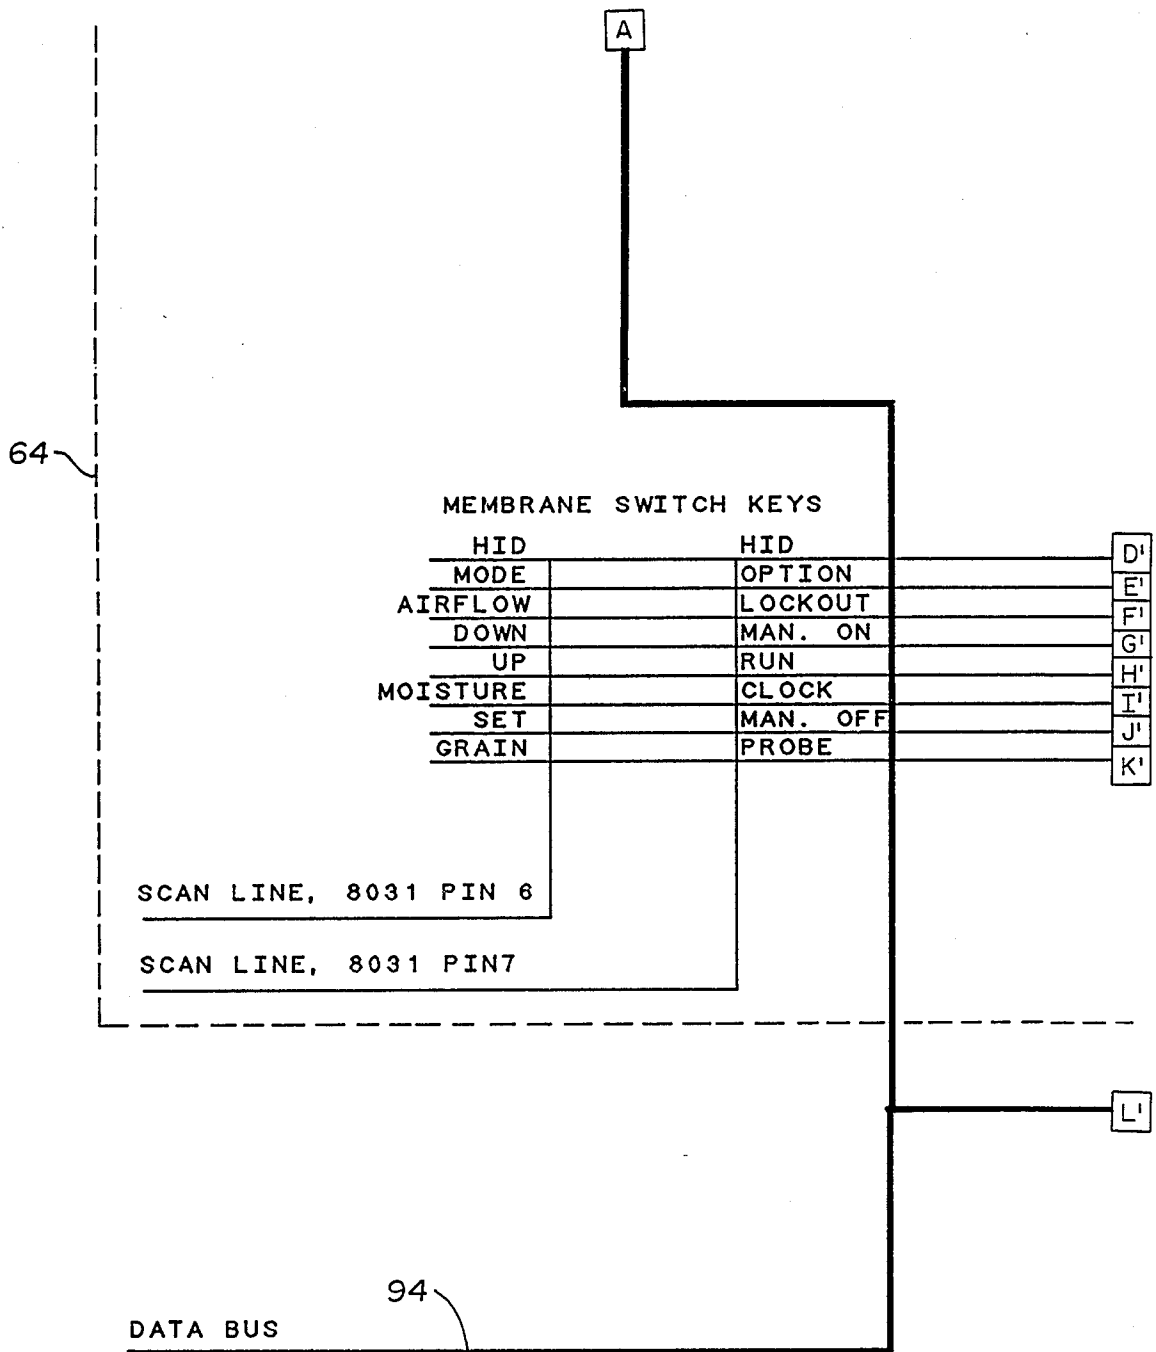 A
64
MEMBRANE SWITCH KEYS
HID HID D'
MODE OPTION E'
AIRFLOW LOCKOUT F'
DOWN MAN. ON G'
UP RUN H'
MOISTURE CLOCK I'
SET MAN. OFF J'
GRAIN PROBE K'
SCAN LINE, 8031 PIN 6
SCAN LINE, 8031 PIN7
L'
94
DATA BUS